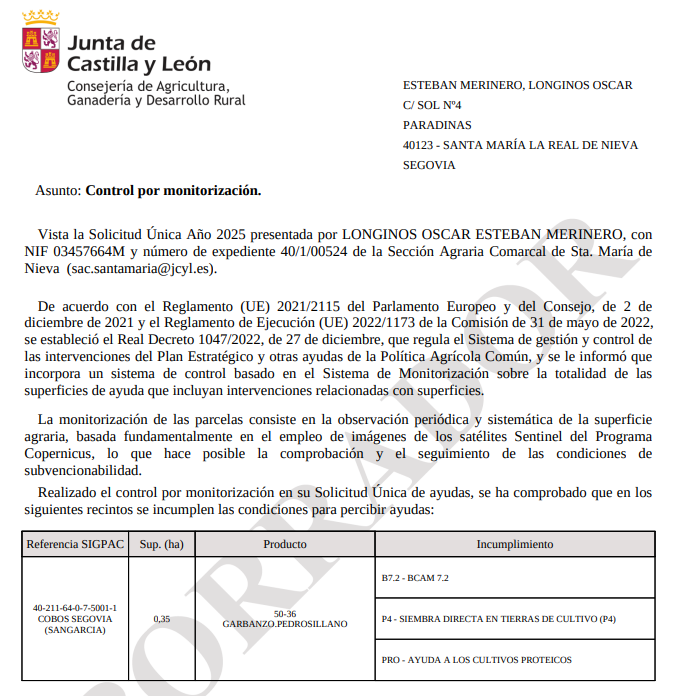 Junta de
Castilla y León
Consejería de Agricultura,
Ganadería y Desarrollo Rural
ESTEBAN MERINERO, LONGINOS OSCAR
C/ SOL Nº4
PARADINAS
40123 - SANTA MARÍA LA REAL DE NIEVA
SEGOVIA
Asunto: Control por monitorización.
Vista la Solicitud Única Año 2025 presentada por LONGINOS OSCAR ESTEBAN MERINERO, con
NIF 03457664M y número de expediente 40/1/00524 de la Sección Agraria Comarcal de Sta. María de
Nieva (sac.santamaria@jcyl.es).
De acuerdo con el Reglamento (UE) 2021/2115 del Parlamento Europeo y del Consejo, de 2 de
diciembre de 2021 y el Reglamento de Ejecución (UE) 2022/1173 de la Comisión de 31 de mayo de 2022,
se estableció el Real Decreto 1047/2022, de 27 de diciembre, que regula el Sistema de gestión y control de
las intervenciones del Plan Estratégico y otras ayudas de la Política Agrícola Común, y se le informó que
incorpora un sistema de control basado en el Sistema de Monitorización sobre la totalidad de las
superficies de ayuda que incluyan intervenciones relacionadas con superficies.
La monitorización de las parcelas consiste en la observación periódica y sistemática de la superficie
agraria, basada fundamentalmente en el empleo de imágenes de los satélites Sentinel del Programa
Copernicus, lo que hace posible la comprobación y el seguimiento de las condiciones de
subvencionabilidad.
Realizado el control por monitorización en su Solicitud Única de ayudas, se ha comprobado que en los
siguientes recintos se incumplen las condiciones para percibir ayudas:
Referencia SIGPAC Sup. (ha) Producto Incumplimiento
40-211-64-0-7-5001-1
COBOS SEGOVIA
(SANGARCIA)
0,35
50-36
GARBANZO.PEDROSILLANO
B7.2 - BCAM 7.2
P4 - SIEMBRA DIRECTA EN TIERRAS DE CULTIVO (P4)
PRO - AYUDA A LOS CULTIVOS PROTEICOS
BORRADOR